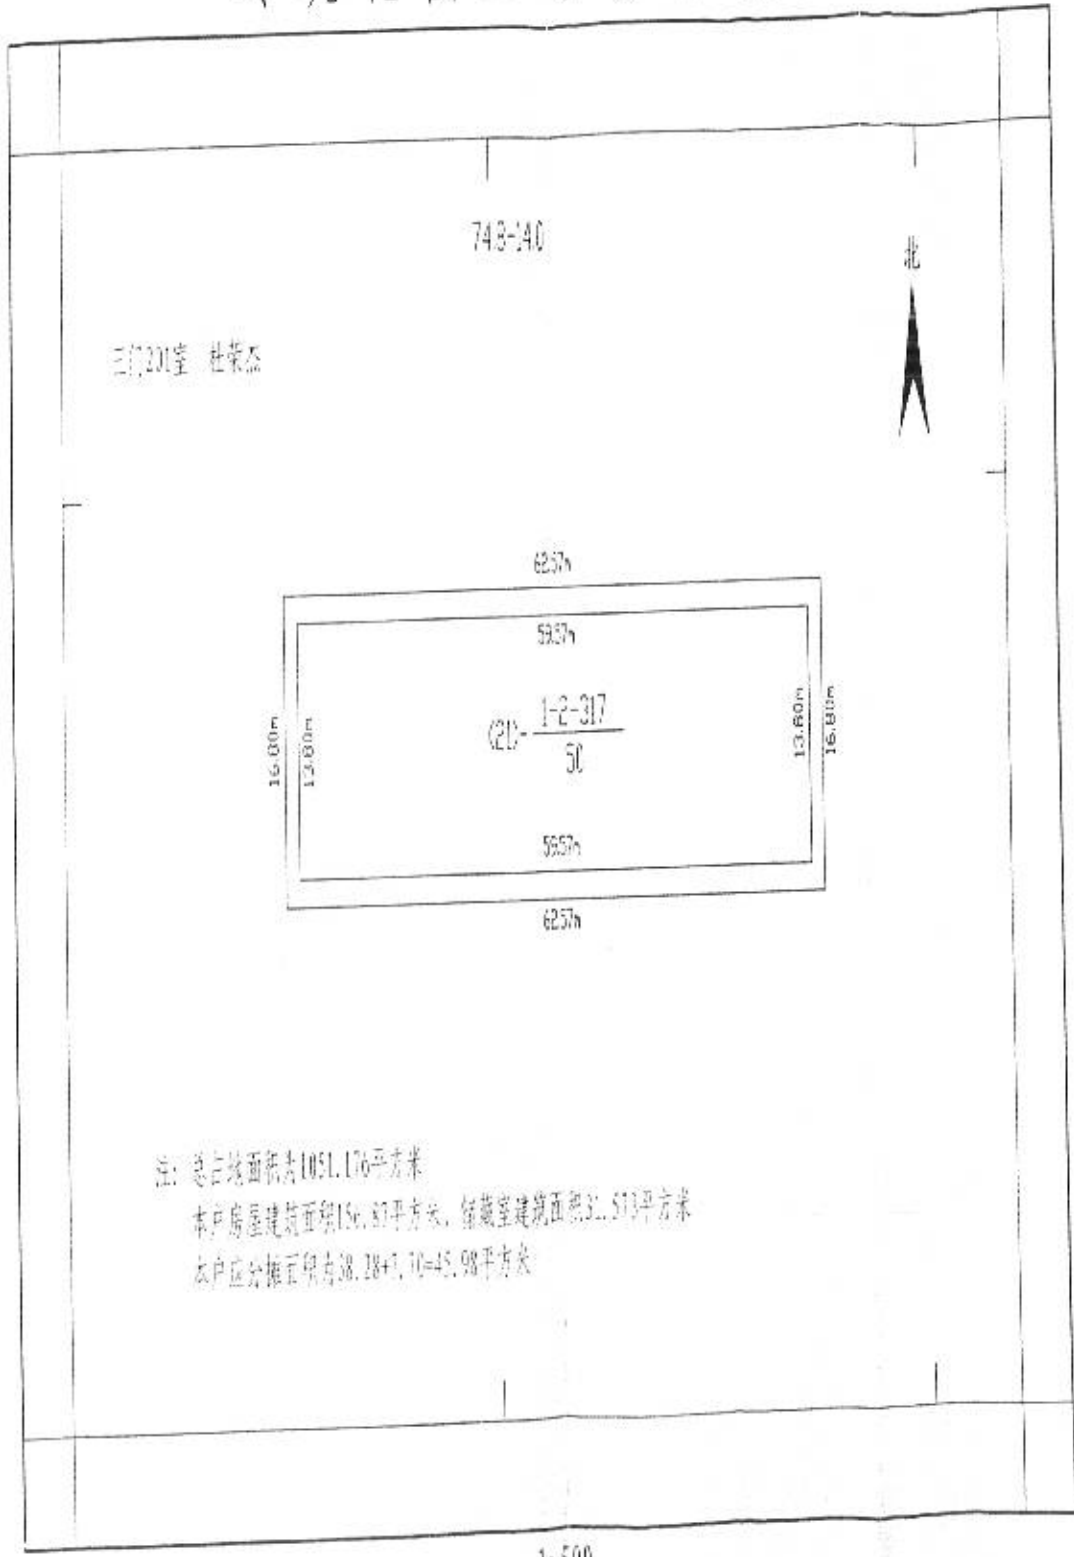 北
三门201室 杜荣杰
62.57m
59.57m
16.80m
13.80m
(21)-
1-2-317
50
13.80m
16.80m
59.57m
62.57m
注: 总占地面积为1051.176平方米
本户房屋建筑面积156.87平方米, 储藏室建筑面积31.573平方米
本户应分摊面积为38.28+7.70=45.98平方米
1:500